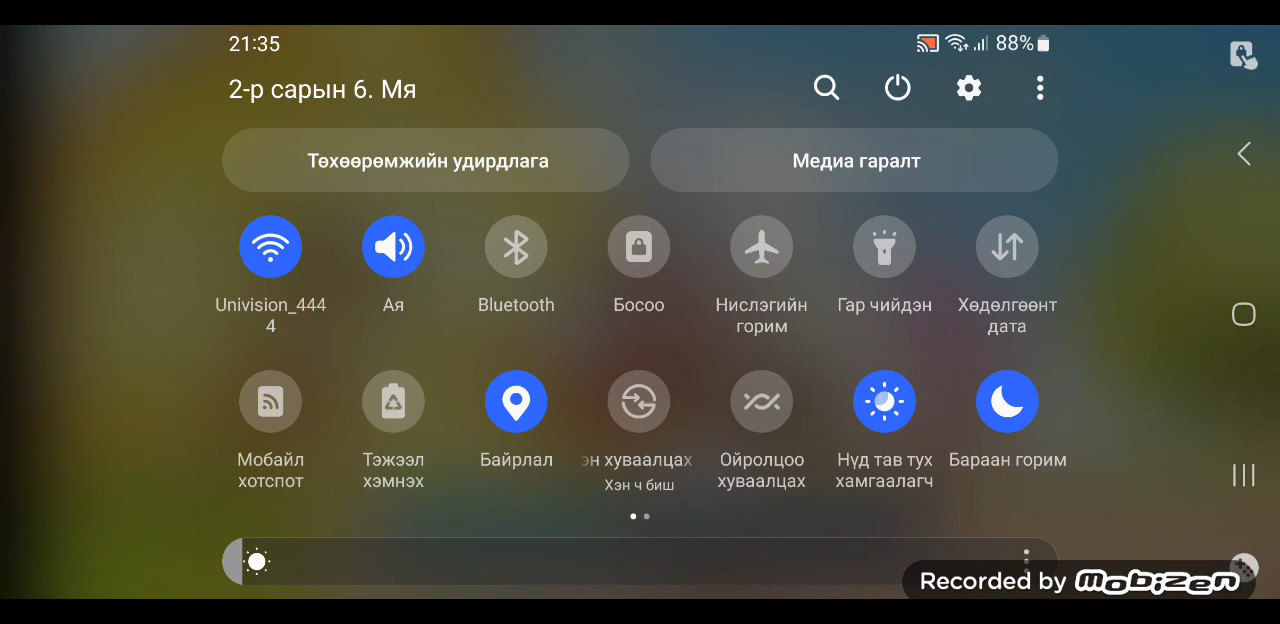 21:35
88%
2-р сарын 6. Мя
Төхөөрөмжийн удирдлага
Медиа гаралт
Univision_444
4
Ая
Bluetooth
Босоо
Нислэгийн
горим
Гар чийдэн
Хөдөлгөөнт
дата
Мобайл
хотспот
Тэжээл
хэмнэх
Байрлал
эн хуваалцах
Хэн ч биш
Ойролцоо
хуваалцах
Нүд тав тух
хамгаалагч
Бараан горим
Recorded by Mobizen